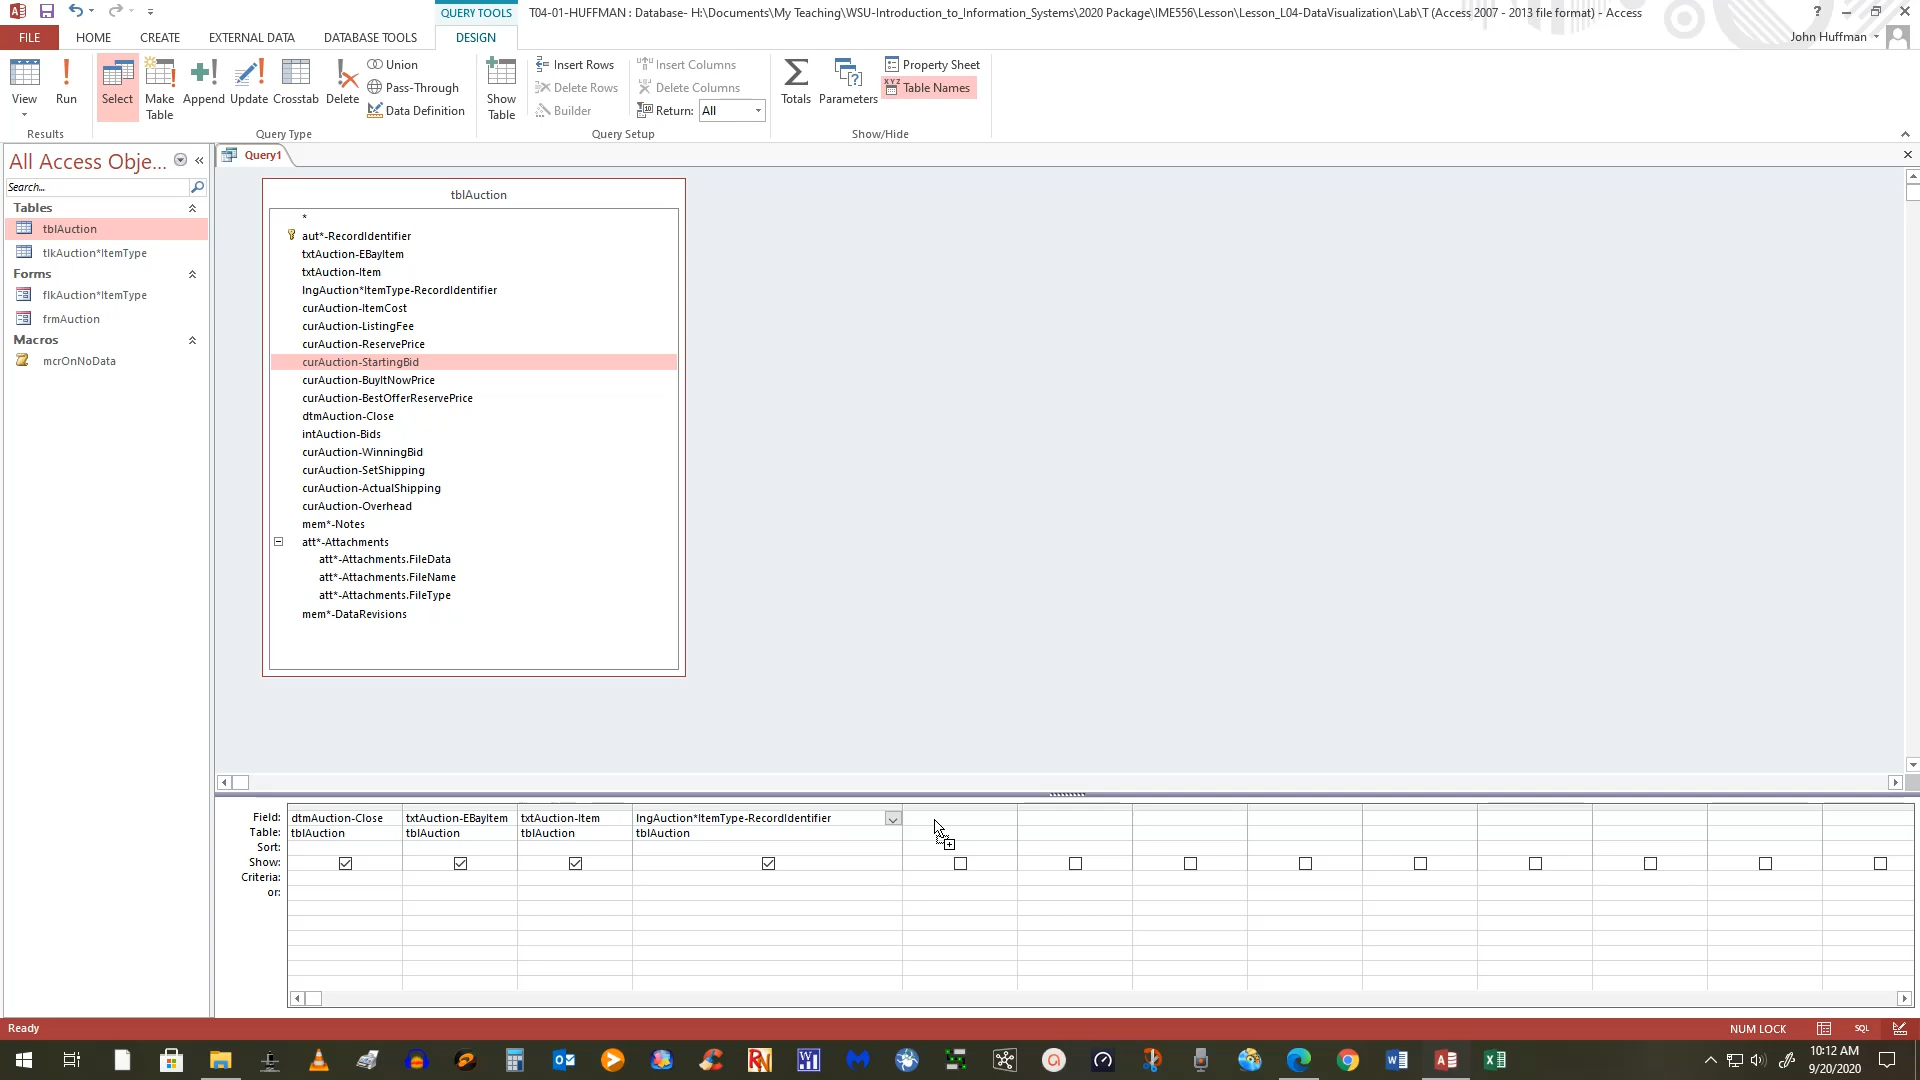 QUERY TOOLS
T04-01-HUFFMAN : Database- H:\Documents\My Teaching\WSU-Introduction_to_Information_Systems\2020 Package\IME556\Lesson\Lesson_L04-DataVisualization\Lab\T (Access 2007 - 2013 file format) - Access
FILE HOME CREATE EXTERNAL DATA DATABASE TOOLS DESIGN
John Huffman
View
Run
Select
Make Table
Append
Update
Crosstab
Delete
Union
Pass-Through
Data Definition
Show Table
Insert Rows
Delete Rows
Builder
Insert Columns
Delete Columns
Return: All
Totals
Parameters
Property Sheet
Table Names
Results
Query Type
Query Setup
Show/Hide
All Access Obje...
Search...
Tables
tblAuction
tlkAuction*ItemType
Forms
flkAuction*ItemType
frmAuction
Macros
mcrOnNoData
Query1
tblAuction
*
aut*-RecordIdentifier
txtAuction-EBayItem
txtAuction-Item
lngAuction*ItemType-RecordIdentifier
curAuction-ItemCost
curAuction-ListingFee
curAuction-ReservePrice
curAuction-StartingBid
curAuction-BuyItNowPrice
curAuction-BestOfferReservePrice
dtmAuction-Close
intAuction-Bids
curAuction-WinningBid
curAuction-SetShipping
curAuction-ActualShipping
curAuction-Overhead
mem*-Notes
att*-Attachments
att*-Attachments.FileData
att*-Attachments.FileName
att*-Attachments.FileType
mem*-DataRevisions
Field: dtmAuction-Close txtAuction-EBayItem txtAuction-Item lngAuction*ItemType-RecordIdentifier
Table: tblAuction tblAuction tblAuction tblAuction
Sort:
Show:
Criteria:
or:
Ready
NUM LOCK
SQL
10:12 AM
9/20/2020